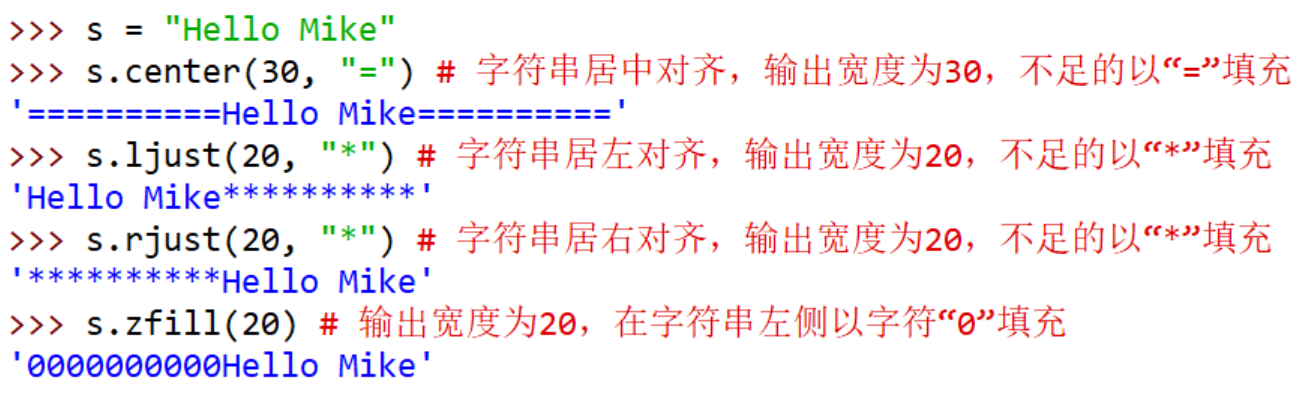 >>> s = "Hello Mike"
>>> s.center(30, "=") # 字符串居中对齐，输出宽度为30，不足的以“=”填充
'==========Hello Mike=========='
>>> s.ljust(20, "*") # 字符串居左对齐，输出宽度为20，不足的以“*”填充
'Hello Mike**********'
>>> s.rjust(20, "*") # 字符串居右对齐，输出宽度为20，不足的以“*”填充
'**********Hello Mike'
>>> s.zfill(20) # 输出宽度为20，在字符串左侧以字符“0”填充
'0000000000Hello Mike'